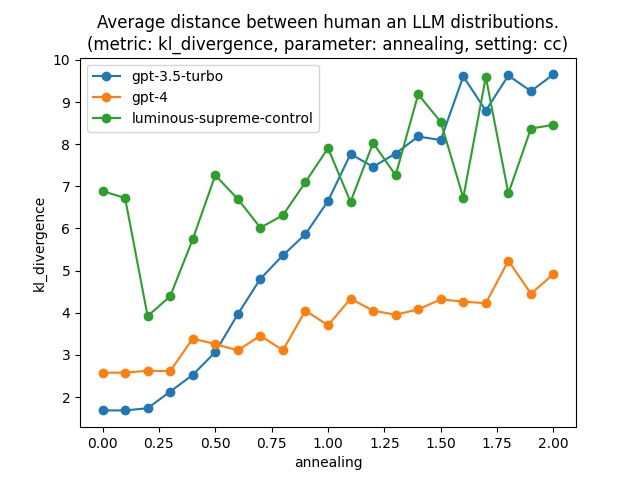 Average distance between human an LLM distributions.
(metric: kl_divergence, parameter: annealing, setting: cc)
gpt-3.5-turbo
gpt-4
luminous-supreme-control
kl_divergence
10
9
8
7
6
5
4
3
2
0.00 0.25 0.50 0.75 1.00 1.25 1.50 1.75 2.00
annealing